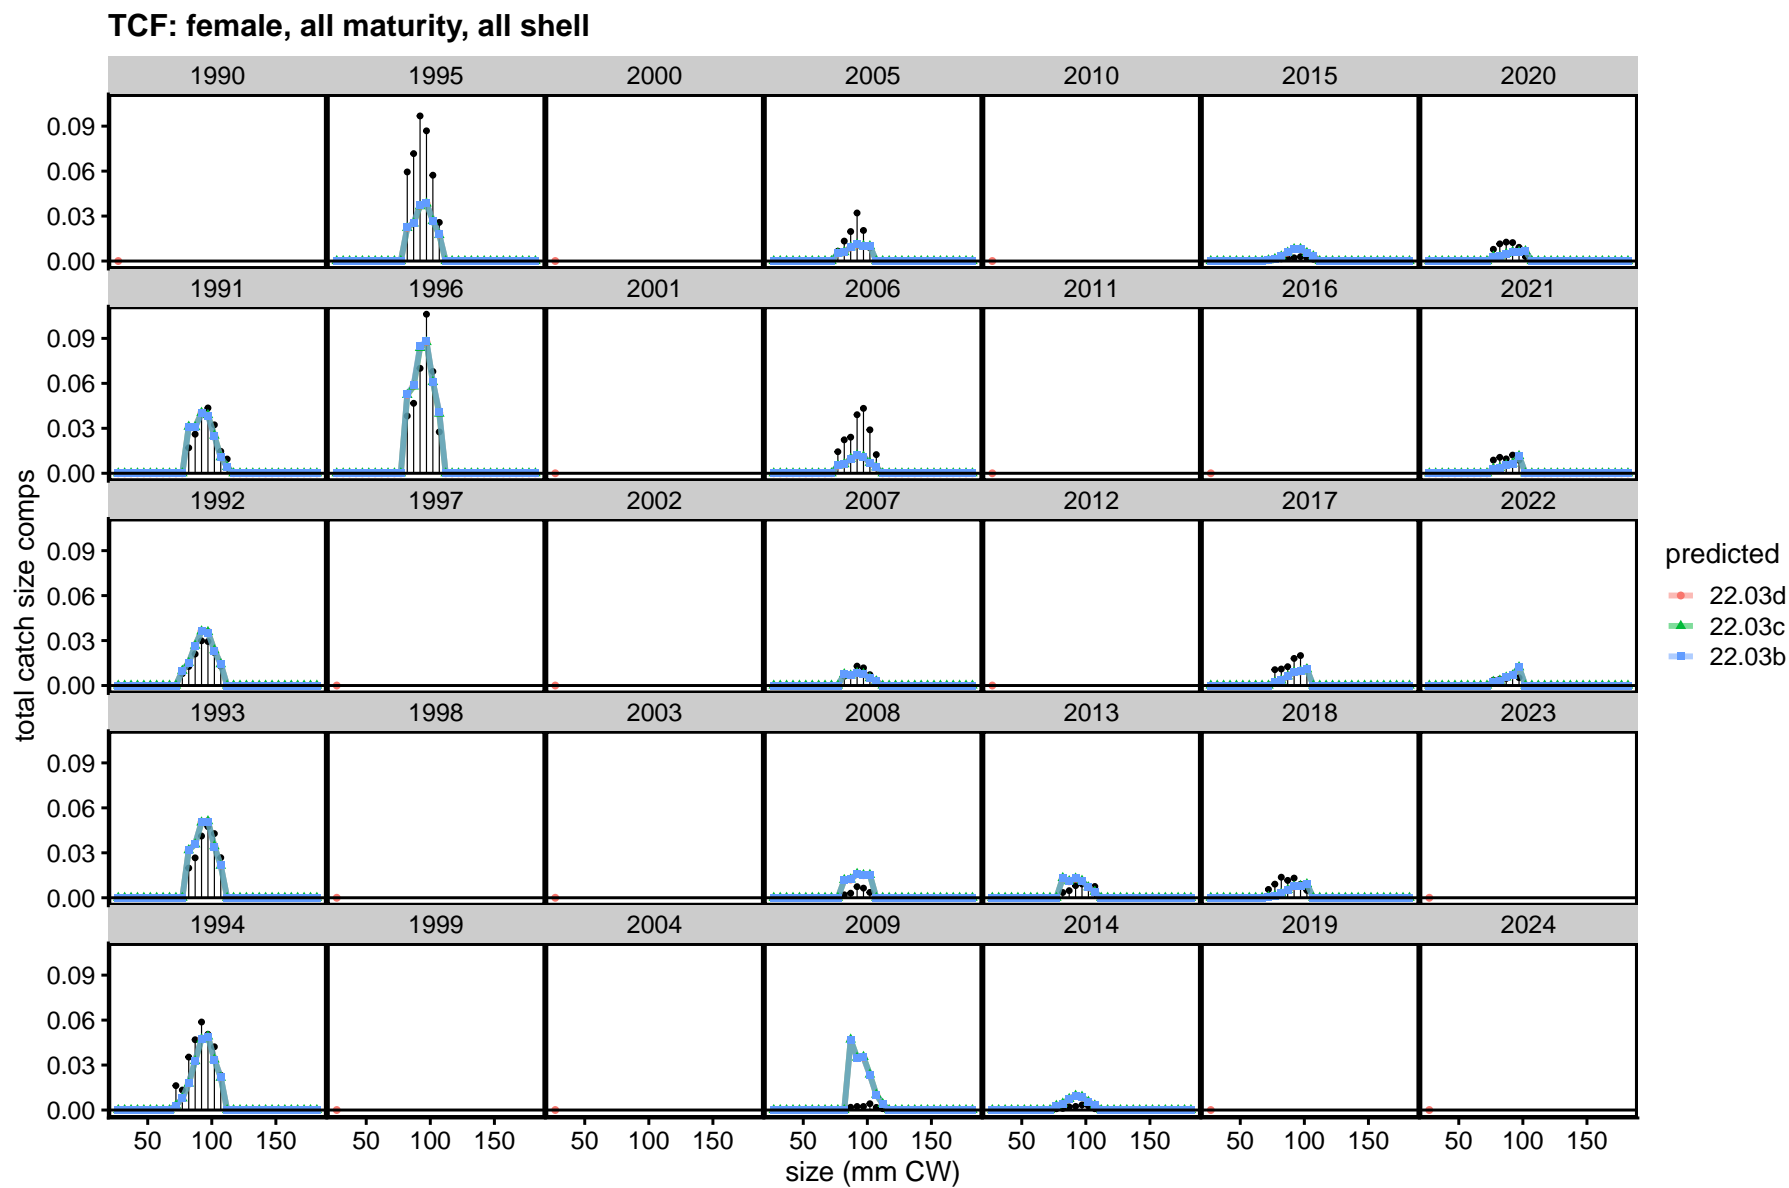 TCF: female, all maturity, all shell
1990 1995 2000 2005 2010 2015 2020
0.09
0.06
0.03
0.00
1991 1996 2001 2006 2011 2016 2021
0.09
0.06
0.03
0.00
1992 1997 2002 2007 2012 2017 2022
0.09
0.06
0.03
0.00
1993 1998 2003 2008 2013 2018 2023
0.09
0.06
0.03
0.00
1994 1999 2004 2009 2014 2019 2024
0.09
0.06
0.03
0.00
50 100 150 50 100 150 50 100 150 50 100 150 50 100 150 50 100 150 50 100 150
size (mm CW)
total catch size comps
predicted
22.03d
22.03c
22.03b